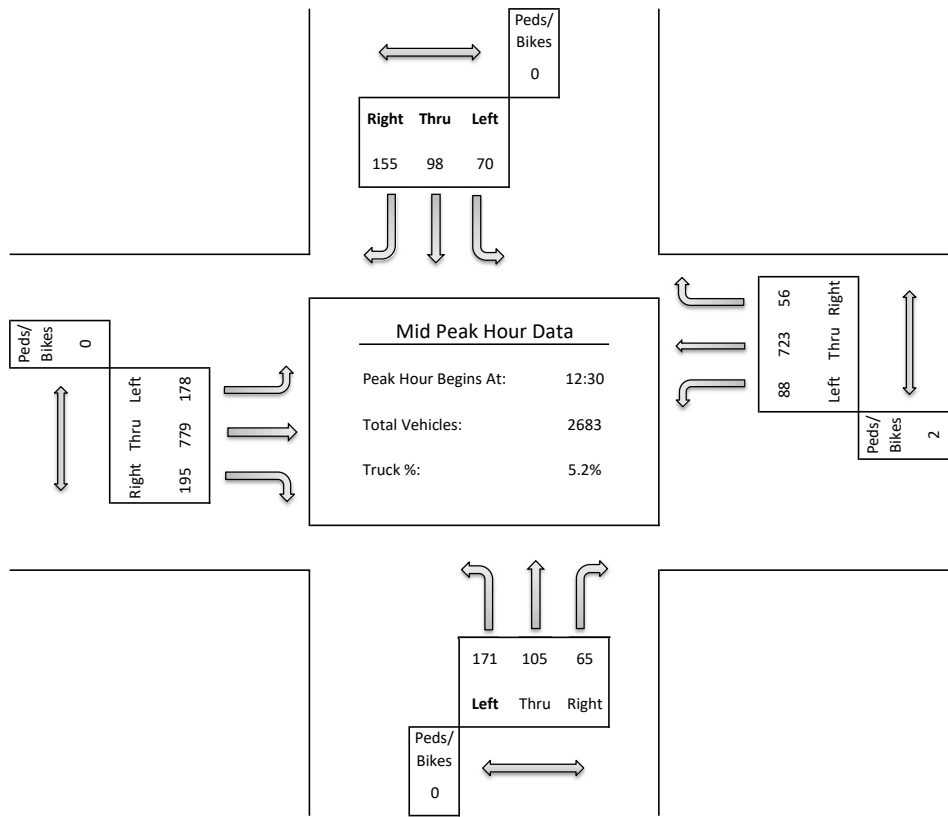 Peds/
Bikes
0
Right Thru Left
155 98 70
Peds/
Bikes
0
Left 178
Thru 779
Right 195
Mid Peak Hour Data
Peak Hour Begins At: 12:30
Total Vehicles: 2683
Truck %: 5.2%
56 Right
723 Thru
88 Left
Peds/
Bikes
2
171 105 65
Left Thru Right
Peds/
Bikes
0